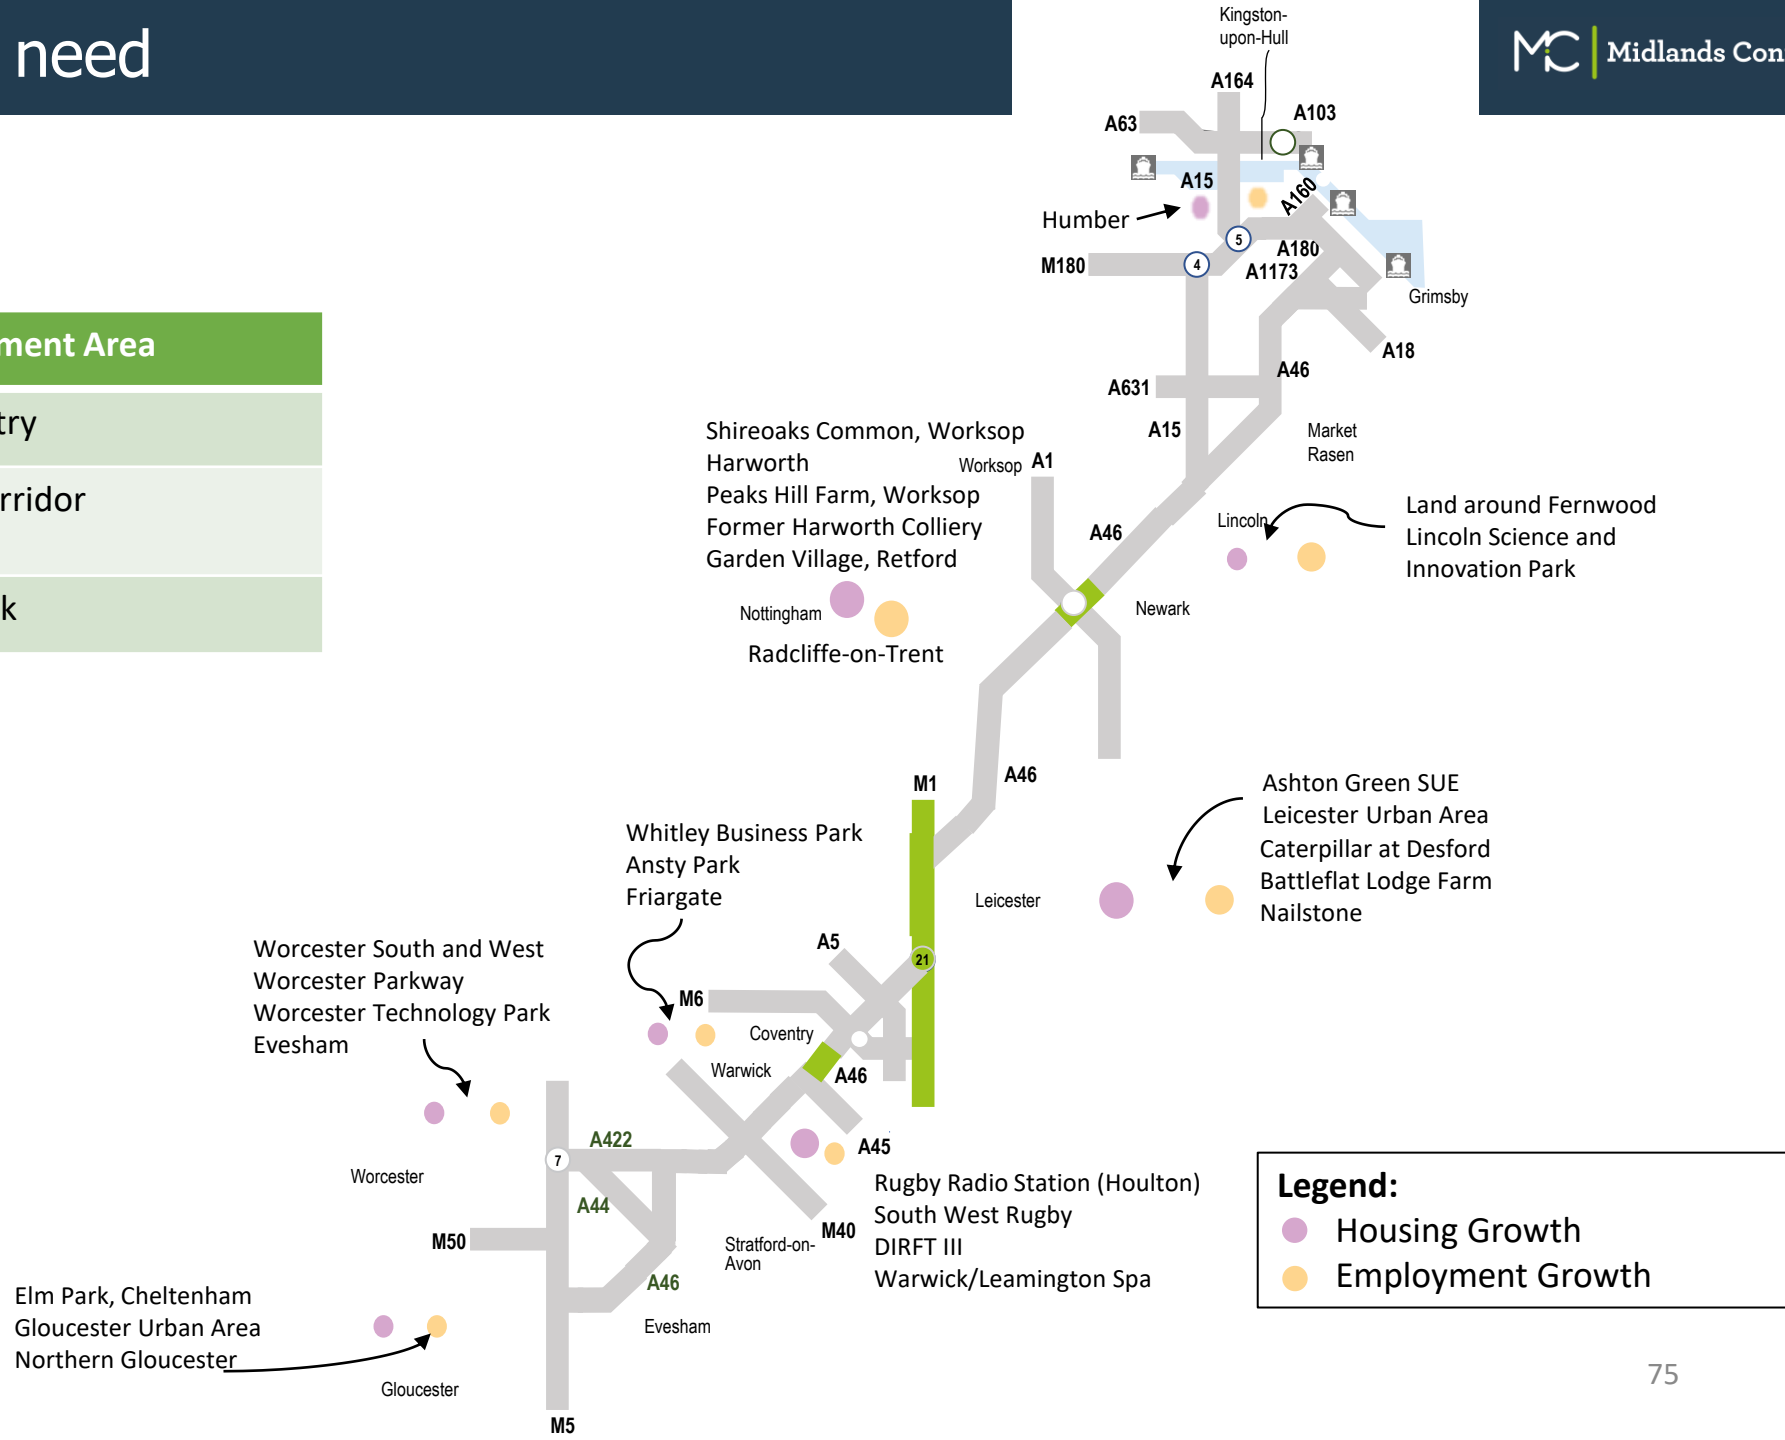 need
Midlands Con
Kingston-
upon-Hull
A164
A63
A103
A15
A160
Humber
5
A180
M180
4
A1173
Grimsby
A18
A46
A631
A15
Market
Rasen
ment Area
try
rridor
k
Shireoaks Common, Worksop
Harworth
Peaks Hill Farm, Worksop
Former Harworth Colliery
Garden Village, Retford
Worksop
A1
Nottingham
Radcliffe-on-Trent
Lincoln
A46
Land around Fernwood
Lincoln Science and
Innovation Park
Newark
A46
M1
Ashton Green SUE
Leicester Urban Area
Caterpillar at Desford
Battleflat Lodge Farm
Nailstone
Leicester
Whitley Business Park
Ansty Park
Friargate
A5
21
M6
Coventry
Warwick
A46
Worcester South and West
Worcester Parkway
Worcester Technology Park
Evesham
A422
7
Worcester
A44
A45
M40
Rugby Radio Station (Houlton)
South West Rugby
DIRFT III
Warwick/Leamington Spa
Stratford-on-
Avon
M50
A46
Evesham
Elm Park, Cheltenham
Gloucester Urban Area
Northern Gloucester
Gloucester
M5
Legend:
Housing Growth
Employment Growth
75